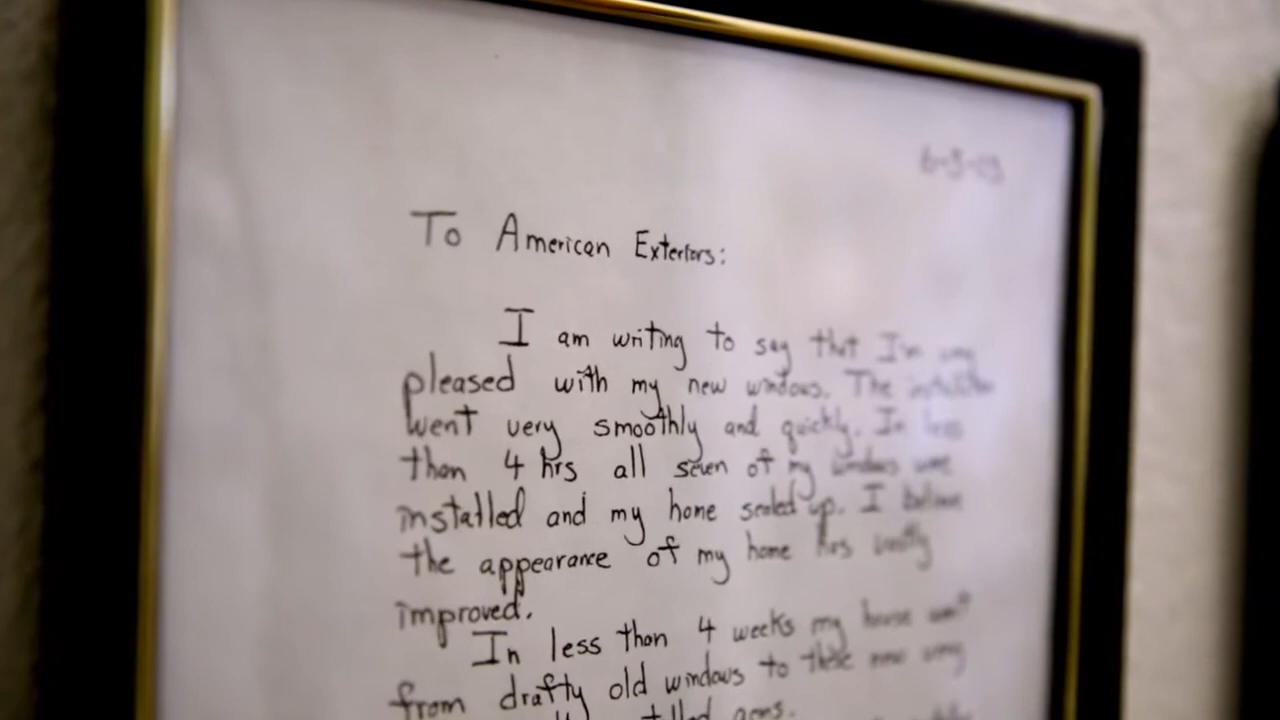 To American Exteriors:
I am writing to say that I'm very
pleased with my new windows. The
went very smoothly and quickly. In less
than 4 hrs all seven of my windows were
installed and my home sealed up. I believe
the appearance of my home has vastly
improved.
In less than 4 weeks my house went
from drafty old windows to these new very